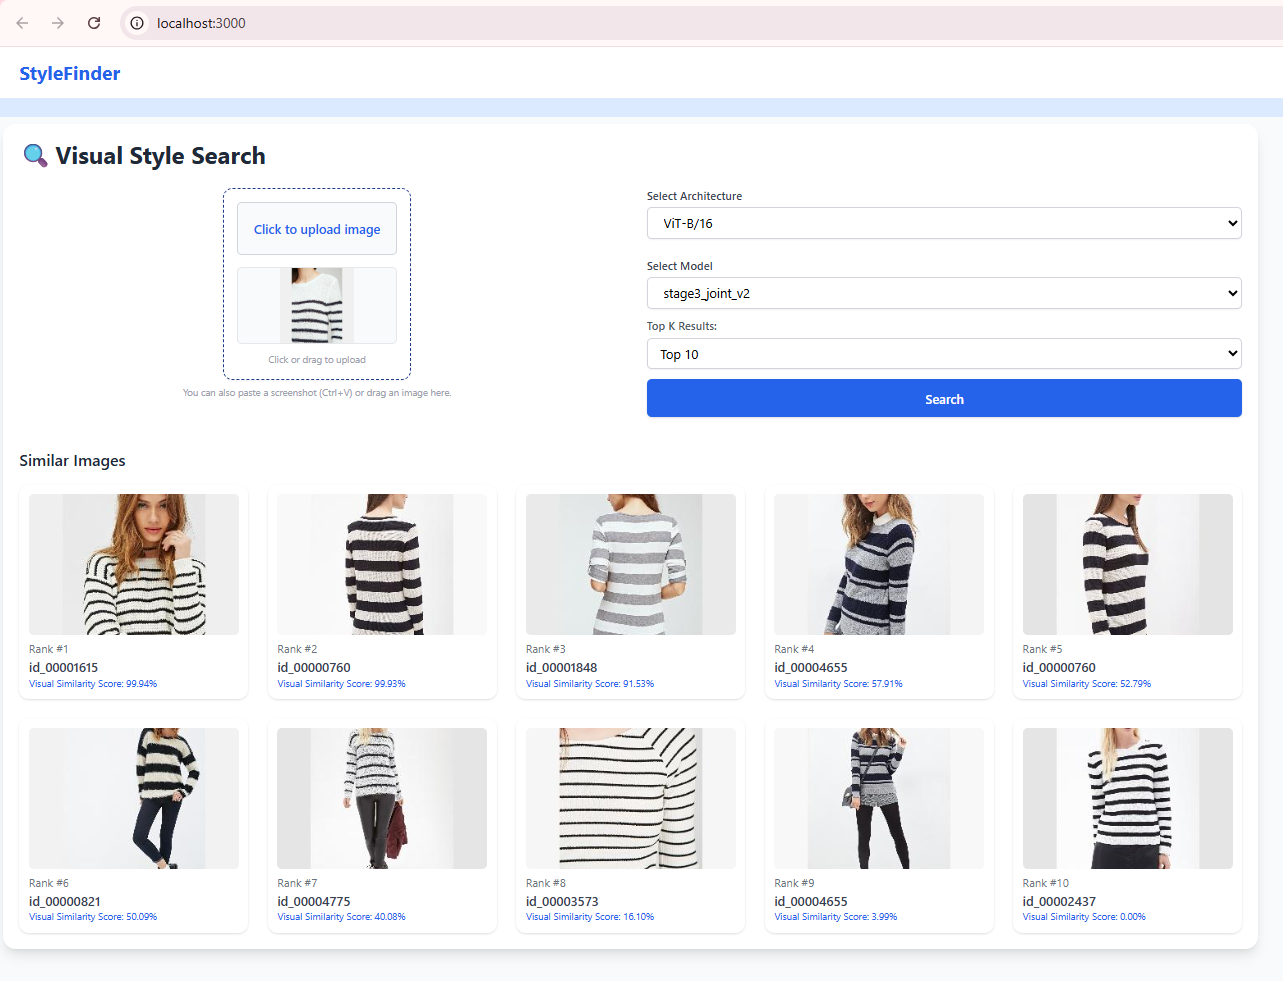 localhost:3000
StyleFinder
🔍 Visual Style Search
Click to upload image
Click or drag to upload
You can also paste a screenshot (Ctrl+V) or drag an image here.
Select Architecture
ViT-B/16
Select Model
stage3_joint_v2
Top K Results:
Top 10
Search
Similar Images
Rank #1
id_00001615
Visual Similarity Score: 99.94%
Rank #2
id_00000760
Visual Similarity Score: 99.93%
Rank #3
id_00001848
Visual Similarity Score: 91.53%
Rank #4
id_00004655
Visual Similarity Score: 57.91%
Rank #5
id_00000760
Visual Similarity Score: 52.79%
Rank #6
id_00000821
Visual Similarity Score: 50.09%
Rank #7
id_00004775
Visual Similarity Score: 40.08%
Rank #8
id_00003573
Visual Similarity Score: 16.10%
Rank #9
id_00004655
Visual Similarity Score: 3.99%
Rank #10
id_00002437
Visual Similarity Score: 0.00%